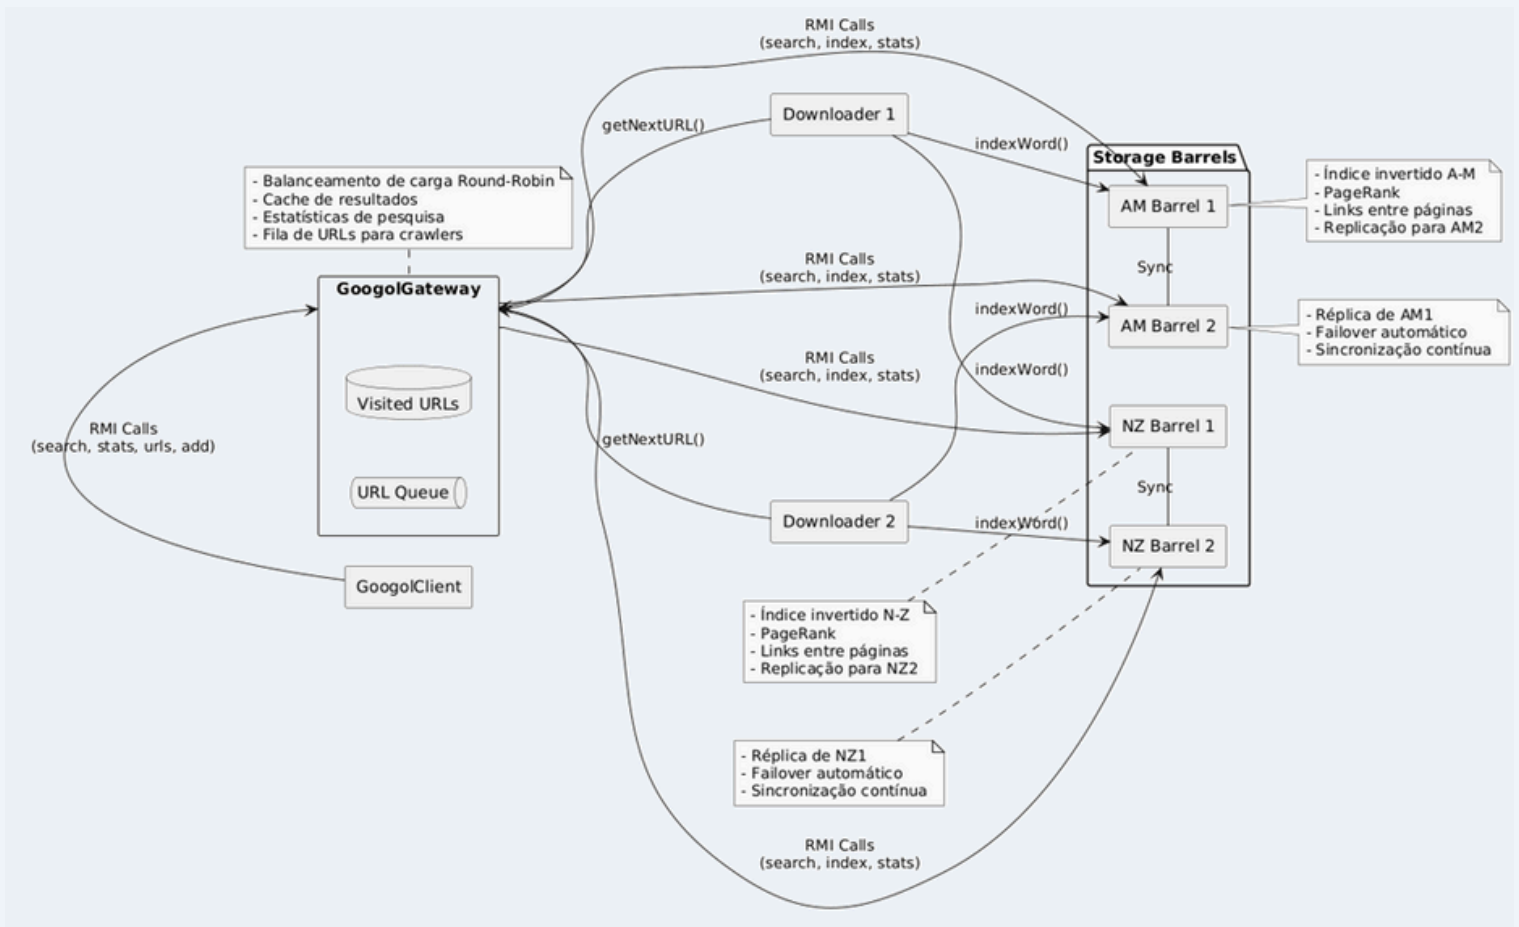 RMI Calls
(search, index, stats)
Downloader 1
getNextURL()
indexWord()
Storage Barrels
- Balanceamento de carga Round-Robin
- Cache de resultados
- Estatísticas de pesquisa
- Fila de URLs para crawlers
- Índice invertido A-M
- PageRank
- Links entre páginas
- Replicação para AM2
AM Barrel 1
RMI Calls
(search, index, stats)
Sync
GoogolGateway
indexWord()
AM Barrel 2
- Réplica de AM1
- Failover automático
- Sincronização contínua
RMI Calls
(search, index, stats)
indexWord()
Visited URLs
RMI Calls
(search, stats, urls, add)
getNextURL()
NZ Barrel 1
URL Queue
Sync
Downloader 2
indexWord()
NZ Barrel 2
GoogolClient
- Índice invertido N-Z
- PageRank
- Links entre páginas
- Replicação para NZ2
- Réplica de NZ1
- Failover automático
- Sincronização contínua
RMI Calls
(search, index, stats)